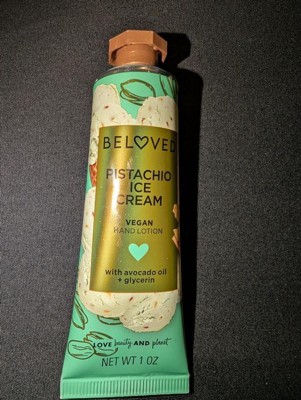 BELOVED
PISTACHIO
ICE
CREAM
VEGAN
HAND LOTION
with avocado oil
+ glycerin
LOVE beauty AND planet
NET WT 1 OZ